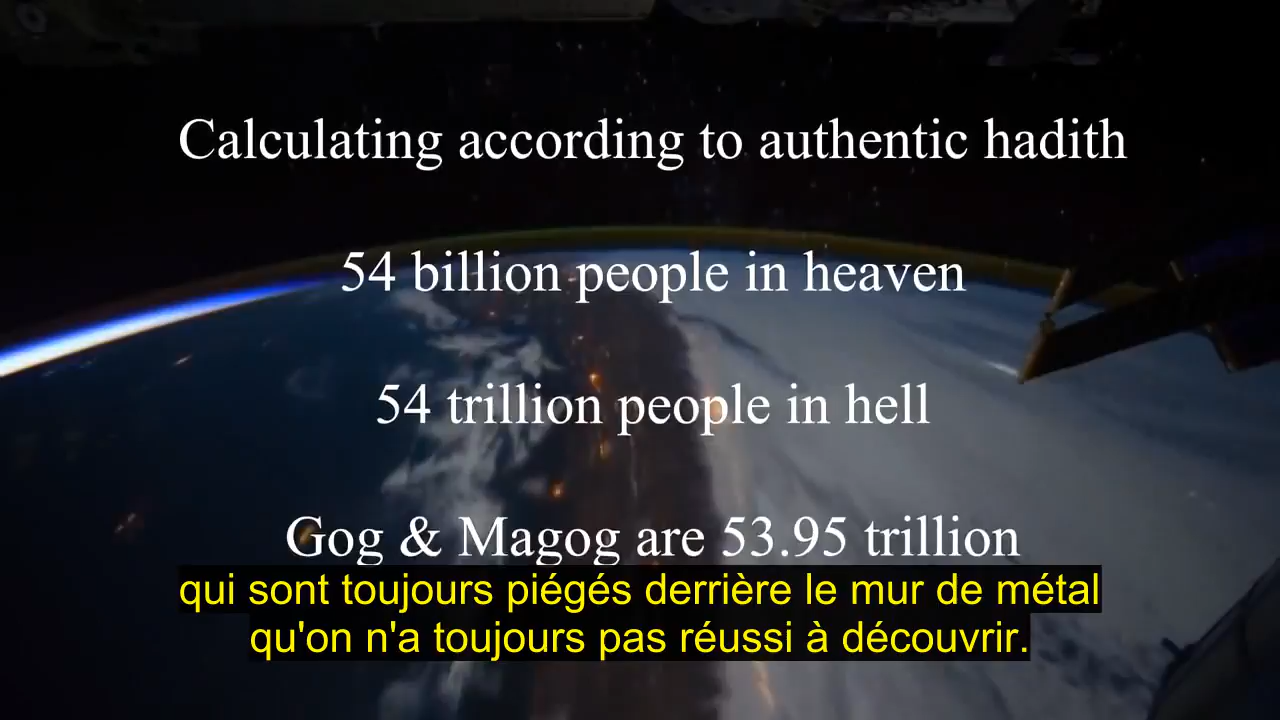 Calculating according to authentic hadith
54 billion people in heaven
54 trillion people in hell
Gog & Magog are 53.95 trillion
qui sont toujours piégés derrière le mur de métal
qu'on n'a toujours pas réussi à découvrir.